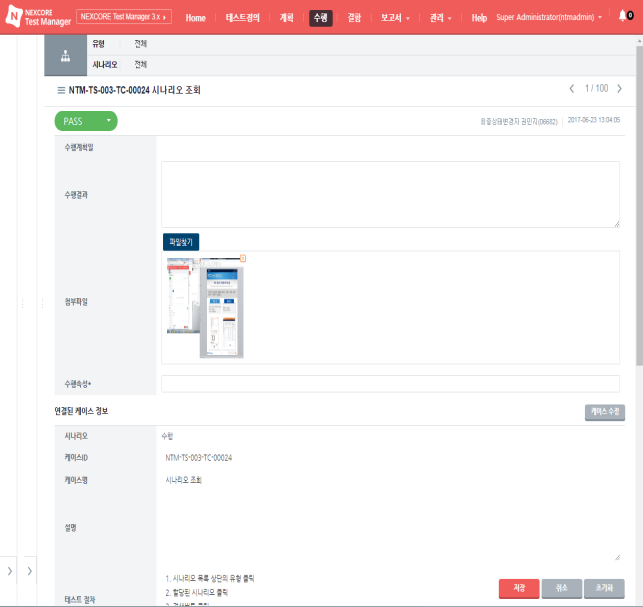 NEXCORE
Test Manager
NEXCORE Test Manager 3.x
Home
테스트정의
계획
수행
결함
보고서
관리
Help
Super Administrator(ntmadmin)
0
유형 전체
시나리오 전체
NTM-TS-003-TC-00024 시나리오 조회
1 / 100
PASS
최종상태변경자 김민자(06682) 2017-06-23 13:04:05
수행계획일
수행결과
파일찾기
첨부파일
수행속성*
연결된 케이스 정보
케이스 수정
시나리오 수행
케이스ID NTM-TS-003-TC-00024
케이스명 시나리오 조회
설명
테스트 절차
1. 시나리오 목록 상단의 유형 클릭
2. 할당된 시나리오 클릭
저장 취소 초기화